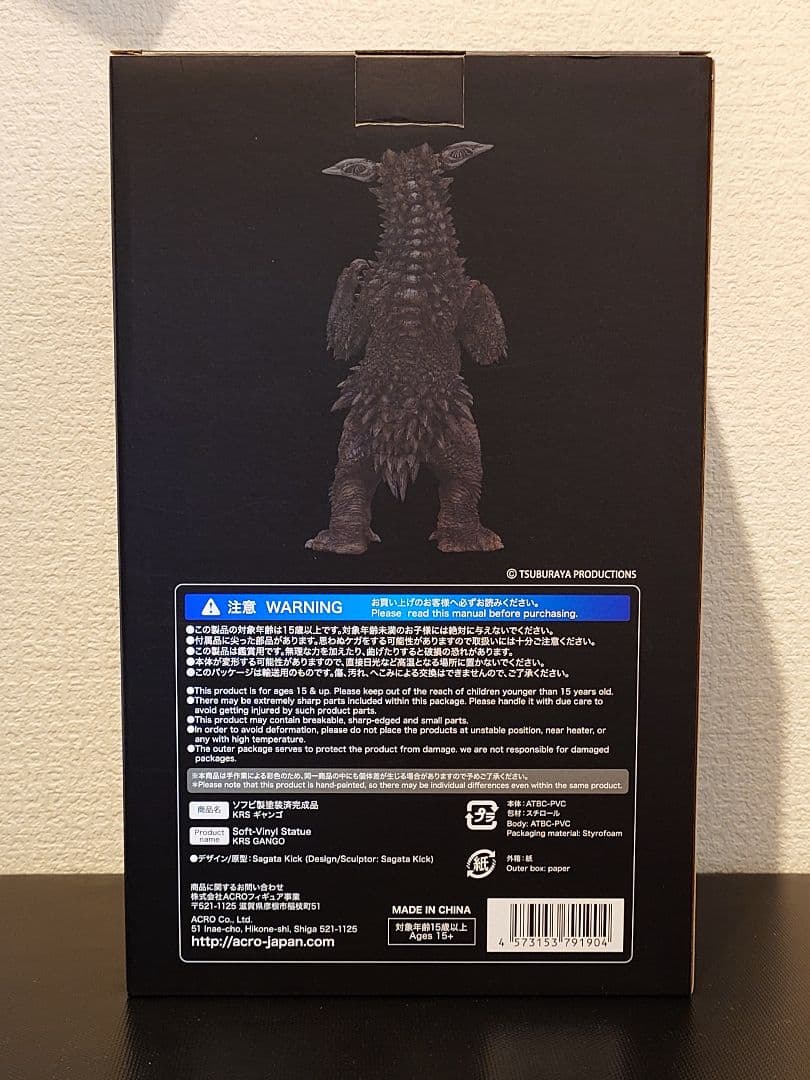 © TSUBURAYA PRODUCTIONS
注意 WARNING
お買い上げのお客様へ必ずお読みください。
Please read this manual before purchasing.
●この製品の対象年齢は15歳以上です。対象年齢未満のお子様には絶対に与えないでください。
●付属品に尖った部品があります。思わぬケガをする可能性がありますので取扱いには十分ご注意ください。
●この製品は鑑賞用です。無理な力を加えたり、曲げたりすると破損の恐れがあります。
●本体が変形する可能性がありますので、直接日光など高温となる場所に置かないでください。
●このパッケージは輸送用のものです。傷、汚れ、へこみによる交換はできませんので、ご了承ください。
●This product is for ages 15 & up. Please keep out of the reach of children younger than 15 years old.
●There may be extremely sharp parts included within this package. Please handle it with due care to
avoid getting injured by such product parts.
●This product may contain breakable, sharp-edged and small parts.
●In order to avoid deformation, please do not place the products at unstable position, near heater, or
any with high temperature.
●The outer package serves to protect the product from damage. we are not responsible for damaged
packages.
※本商品は手作業による彩色のため、同一商品の中にも個体差が生じる場合がありますので予めご了承ください。
※Please note that this product is hand-painted, so there may be individual differences even within the same product.
商品名
ソフビ製塗装済完成品
KRS ギャンゴ
Product name
Soft-Vinyl Statue
KRS GANGO
●デザイン/原型：Sagata Kick (Design/Sculptor: Sagata Kick)
プラ
本体：ATBC-PVC
包材：スチロール
Body: ATBC-PVC
Packaging material: Styrofoam
紙
外箱：紙
Outer box: paper
商品に関するお問い合わせ
株式会社ACROフィギュア事業
〒521-1125 滋賀県彦根市稲枝町51
ACRO Co., Ltd.
51 Inae-cho, Hikone-shi, Shiga 521-1125
http://acro-japan.com
MADE IN CHINA
対象年齢15歳以上
Ages 15+
4 573153 791904